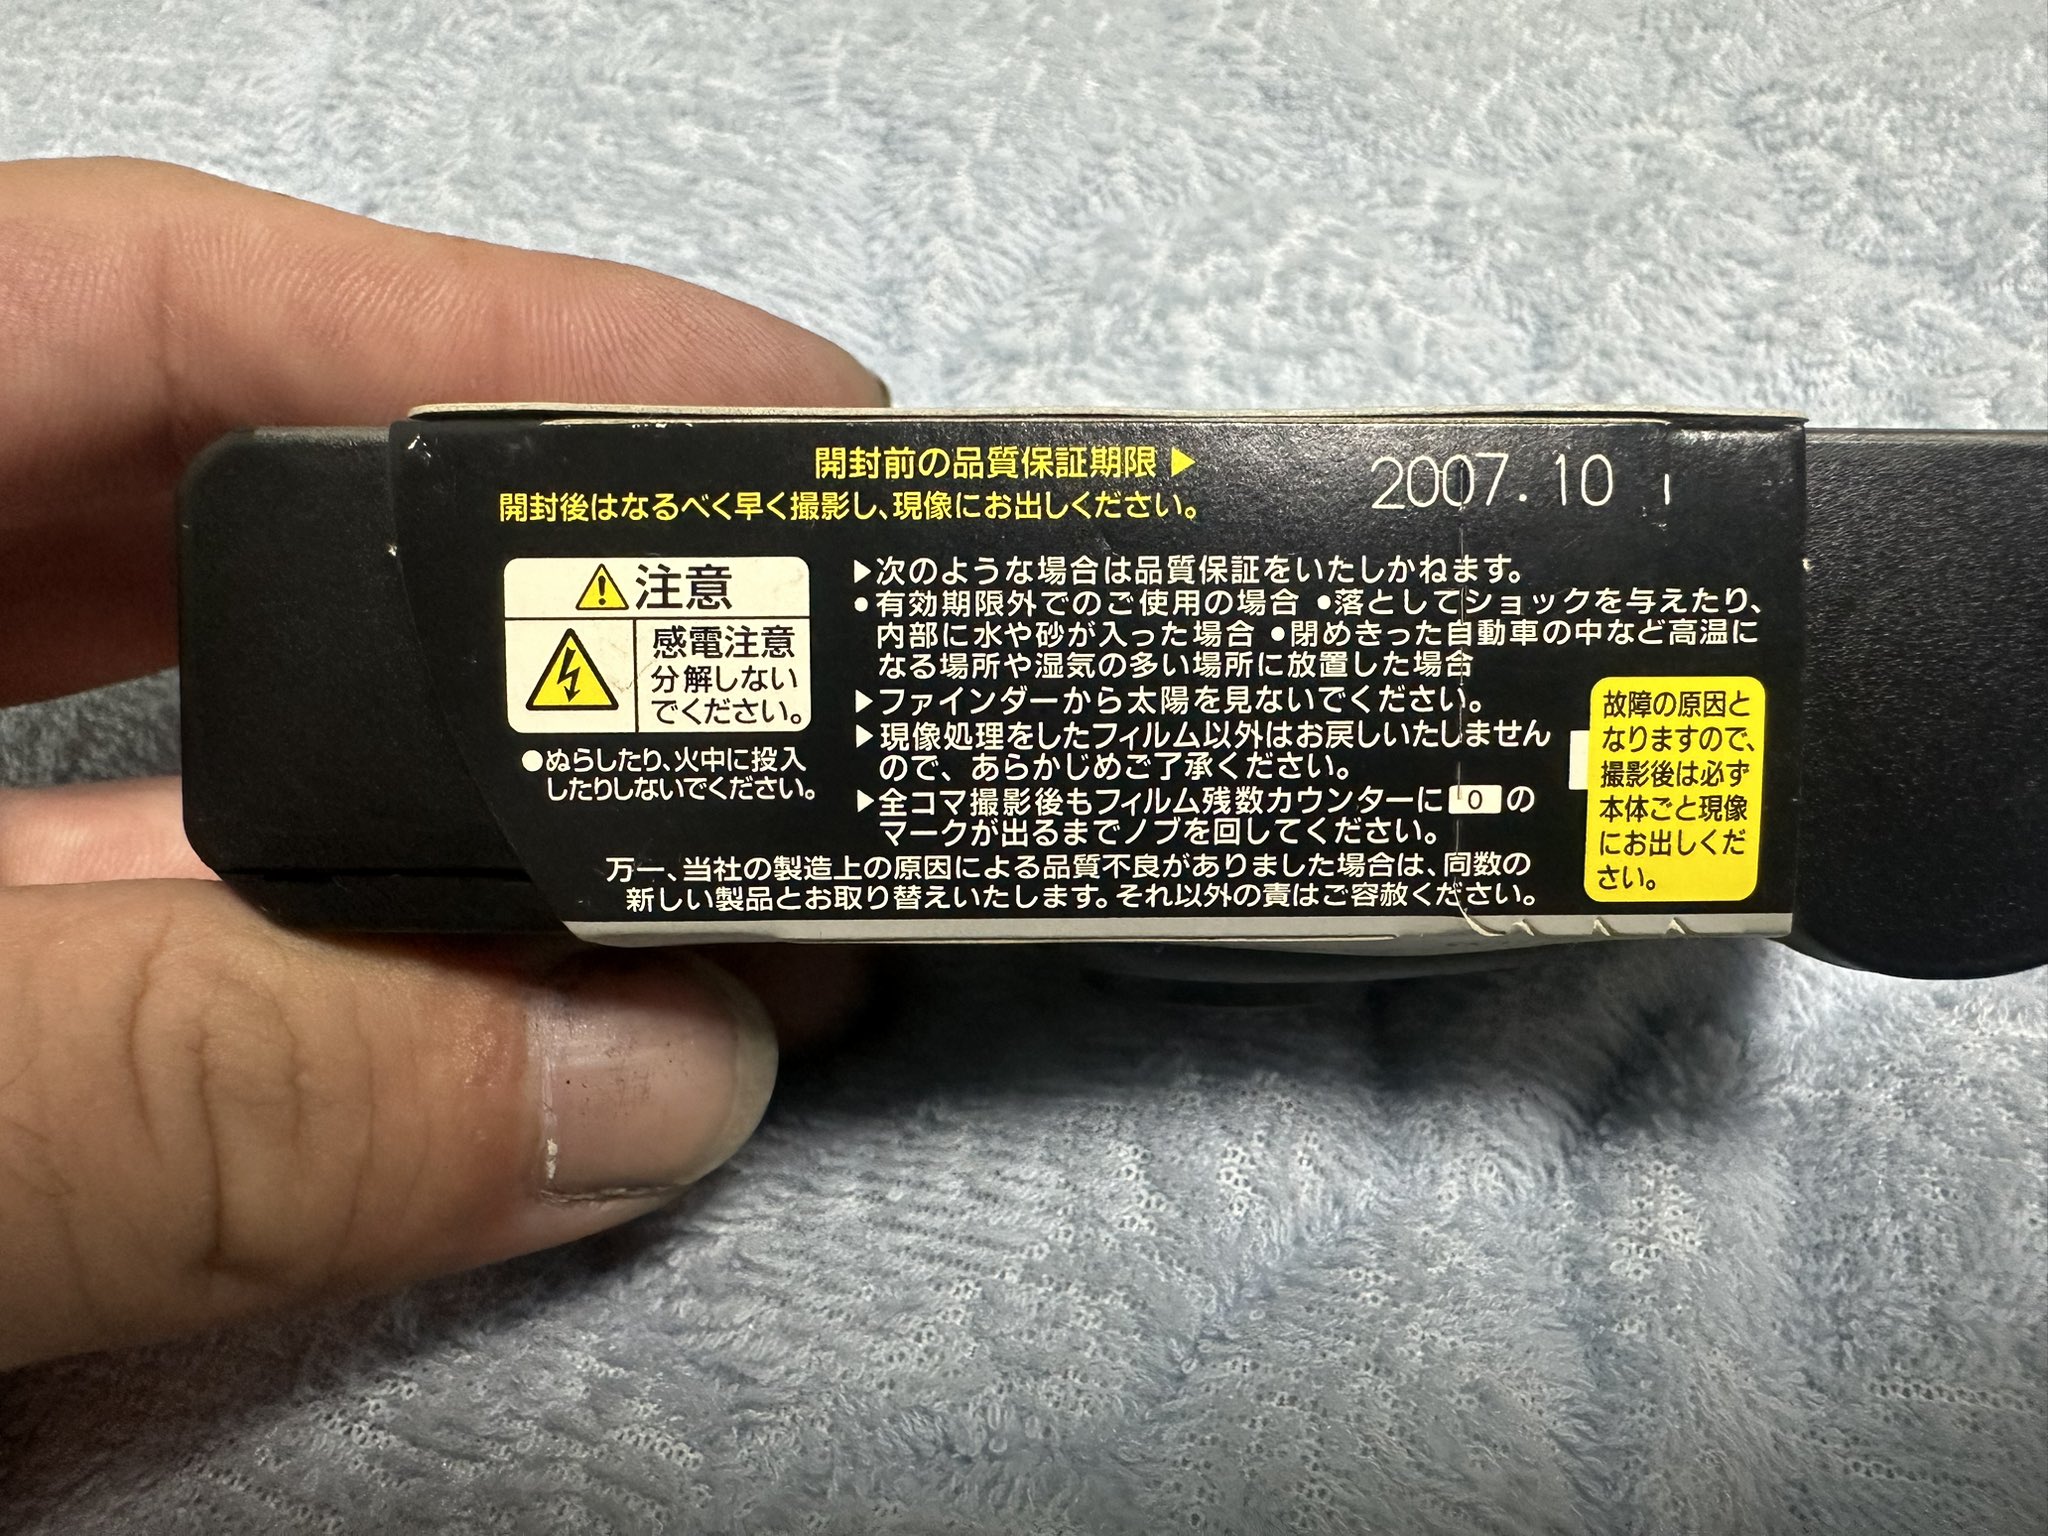 開封前の品質保証期限▶ 2007.10
開封後はなるべく早く撮影し、現像にお出しください。
注意
感電注意
分解しない
でください。
●ぬらしたり、火中に投入
したりしないでください。
▶次のような場合は品質保証をいたしかねます。
●有効期限外でのご使用の場合 ●落としてショックを与えたり、
内部に水や砂が入った場合 ●閉めきった自動車の中など高温に
なる場所や湿気の多い場所に放置した場合
▶ファインダーから太陽を見ないでください。
▶現像処理をしたフィルム以外はお戻しいたしません
ので、あらかじめご了承ください。
▶全コマ撮影後もフィルム残数カウンターに 0 の
マークが出るまでノブを回してください。
万一、当社の製造上の原因による品質不良がありました場合は、同数の
新しい製品とお取り替えいたします。それ以外の責はご容赦ください。
故障の原因と
なりますので、
撮影後は必ず
本体ごと現像
にお出しくだ
さい。